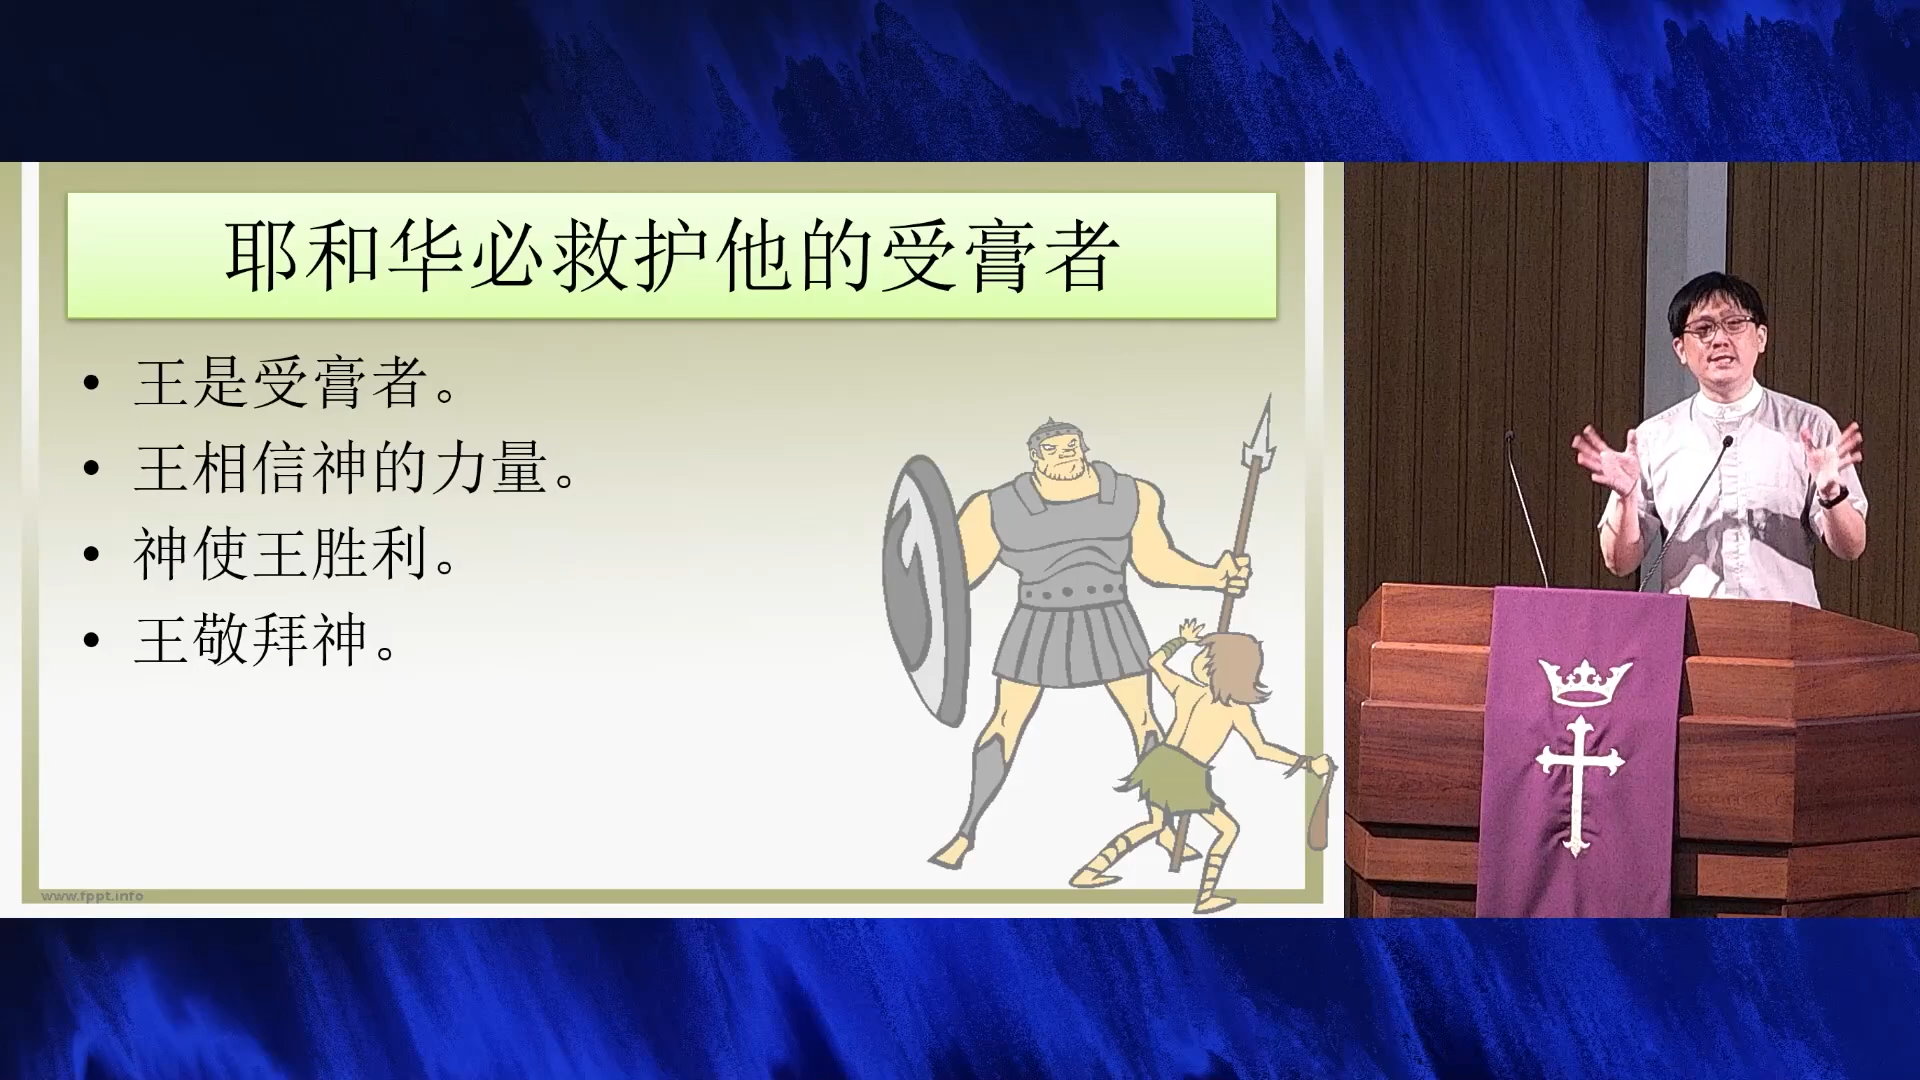 耶和华必救护他的受膏者
• 王是受膏者。
• 王相信神的力量。
• 神使王胜利。
• 王敬拜神。
www.fppt.info